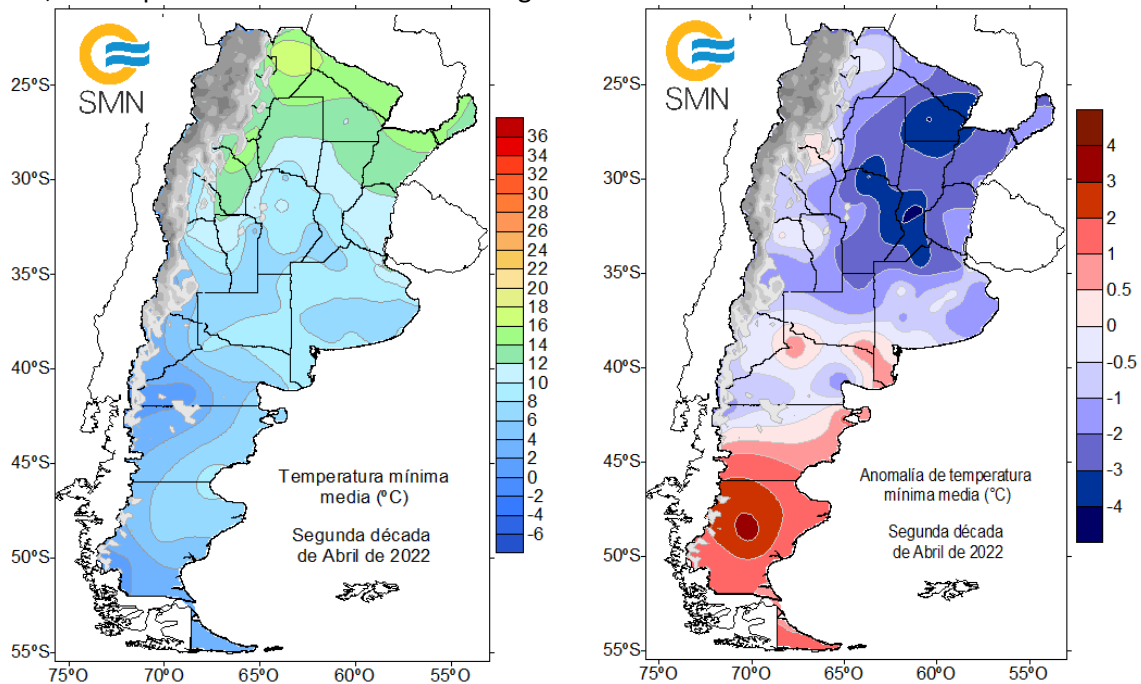 SMN
25ºS
30ºS
35ºS
40ºS
45ºS
50ºS
55ºS
75ºO
70ºO
65ºO
60ºO
55ºO
36
34
32
30
28
26
24
22
20
18
16
14
12
10
8
6
4
2
0
-2
-4
-6
Temperatura mínima
media (ºC)
Segunda década
de Abril de 2022
SMN
25ºS
30ºS
35ºS
40ºS
45ºS
50ºS
55ºS
75ºO
70ºO
65ºO
60ºO
55ºO
4
3
2
1
0.5
0
-0.5
-1
-2
-3
-4
Anomalía de temperatura
mínima media (°C)
Segunda década
de Abril de 2022